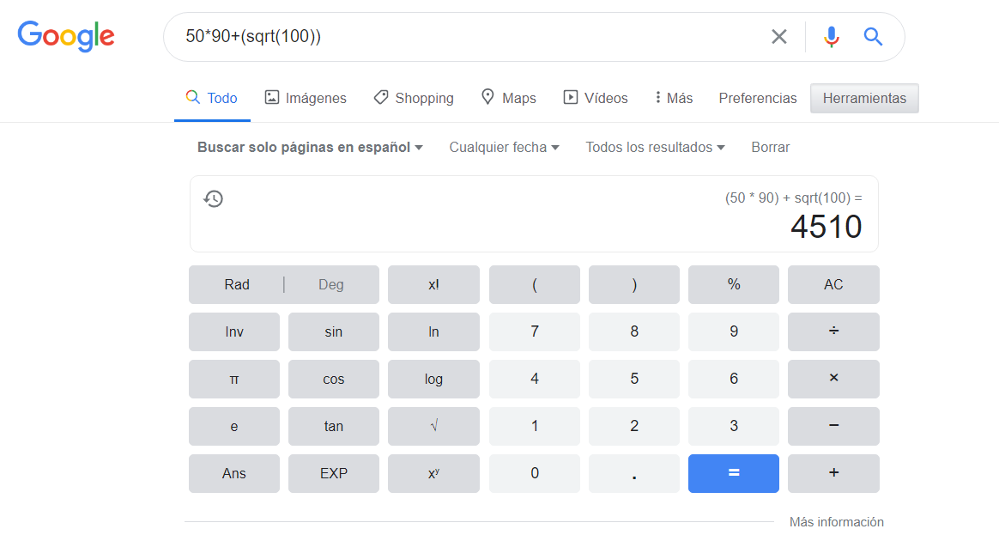 Google
50*90+(sqrt(100))
Todo Imágenes Shopping Maps Vídeos Más Preferencias Herramientas
Buscar solo páginas en español Cualquier fecha Todos los resultados Borrar
(50 * 90) + sqrt(100) =
4510
Rad | Deg x! ( ) % AC
Inv sin ln 7 8 9 ÷
π cos log 4 5 6 ×
e tan √ 1 2 3 −
Ans EXP xʸ 0 . = +
Más información